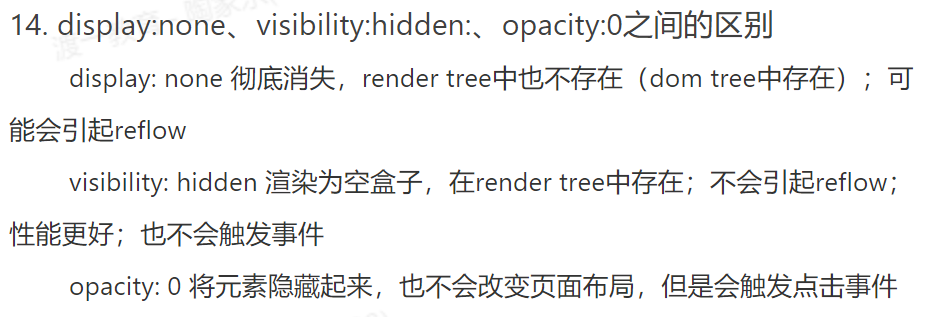 14. display:none、visibility:hidden:、opacity:0之间的区别
display: none 彻底消失，render tree中也不存在（dom tree中存在）；可
能会引起reflow
visibility: hidden 渲染为空盒子，在render tree中存在；不会引起reflow；
性能更好；也不会触发事件
opacity: 0 将元素隐藏起来，也不会改变页面布局，但是会触发点击事件